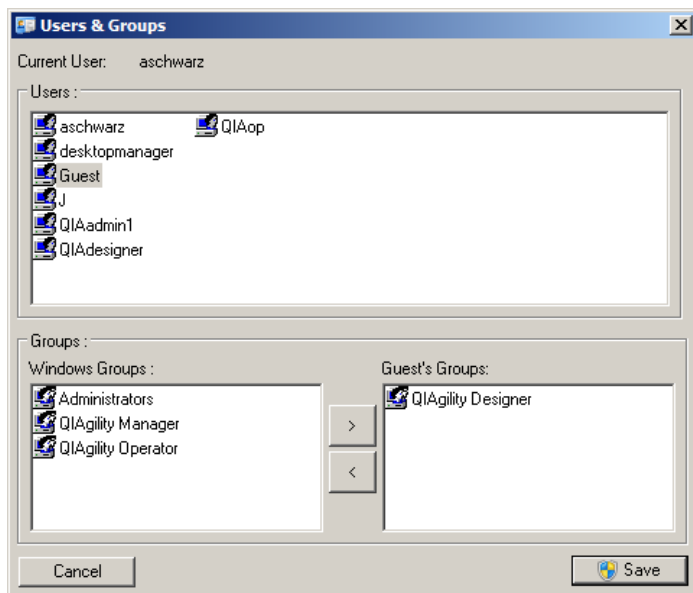 Users & Groups
Current User: aschwarz
Users :
aschwarz QIAop
desktopmanager
Guest
J
QIAadmin1
QIAdesigner
Groups :
Windows Groups : Guest's Groups:
Administrators QIAgility Designer
QIAgility Manager
QIAgility Operator
>
<
Cancel Save